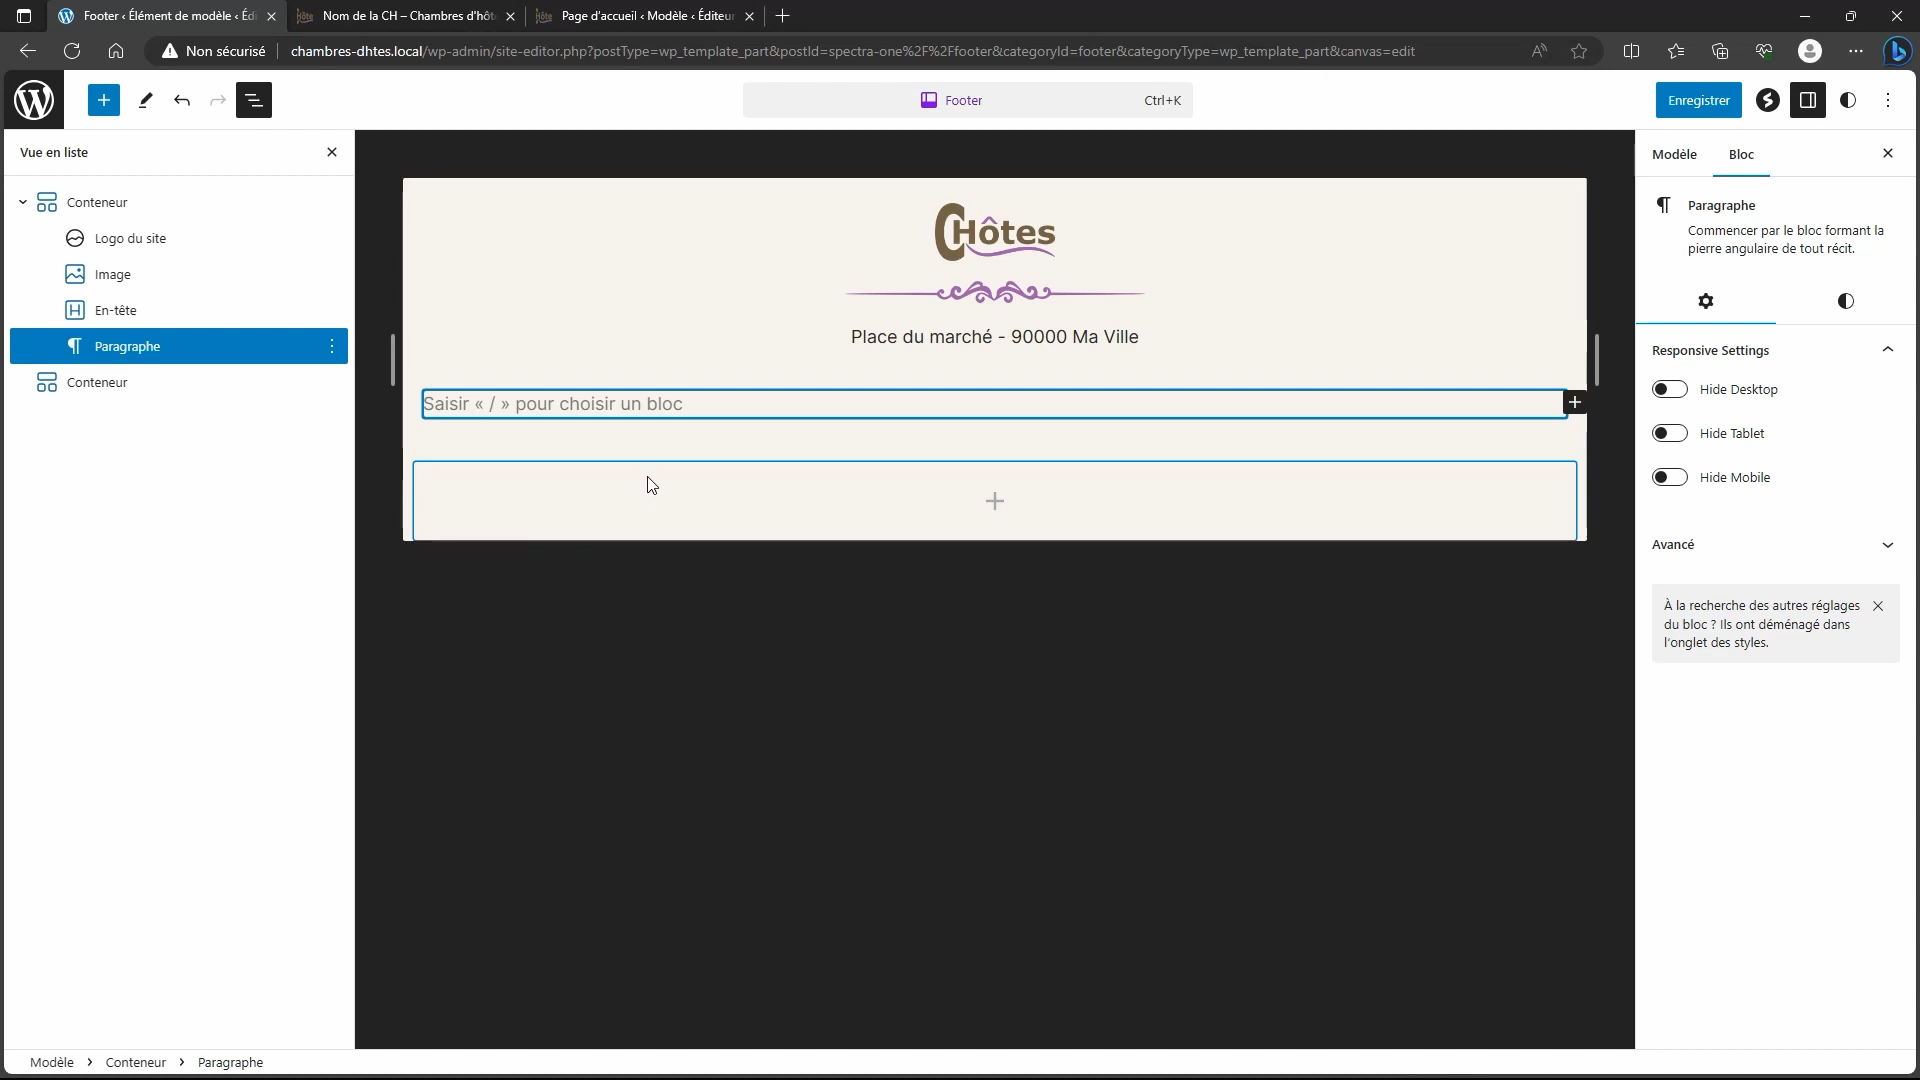 Footer ‹ Élément de modèle ‹ Édi
Nom de la CH – Chambres d'hôt
Page d'accueil ‹ Modèle ‹ Éditeur
Non sécurisé
chambres-dhtes.local/wp-admin/site-editor.php?postType=wp_template_part&postId=spectra-one%2F%2Ffooter&categoryId=footer&categoryType=wp_template_part&canvas=edit
Footer
Ctrl+K
Enregistrer
Vue en liste
Conteneur
Logo du site
Image
En-tête
Paragraphe
Conteneur
CHôtes
Place du marché - 90000 Ma Ville
Saisir « / » pour choisir un bloc
Modèle
Bloc
Paragraphe
Commencer par le bloc formant la
pierre angulaire de tout récit.
Responsive Settings
Hide Desktop
Hide Tablet
Hide Mobile
Avancé
À la recherche des autres réglages
du bloc ? Ils ont déménagé dans
l'onglet des styles.
Modèle > Conteneur > Paragraphe